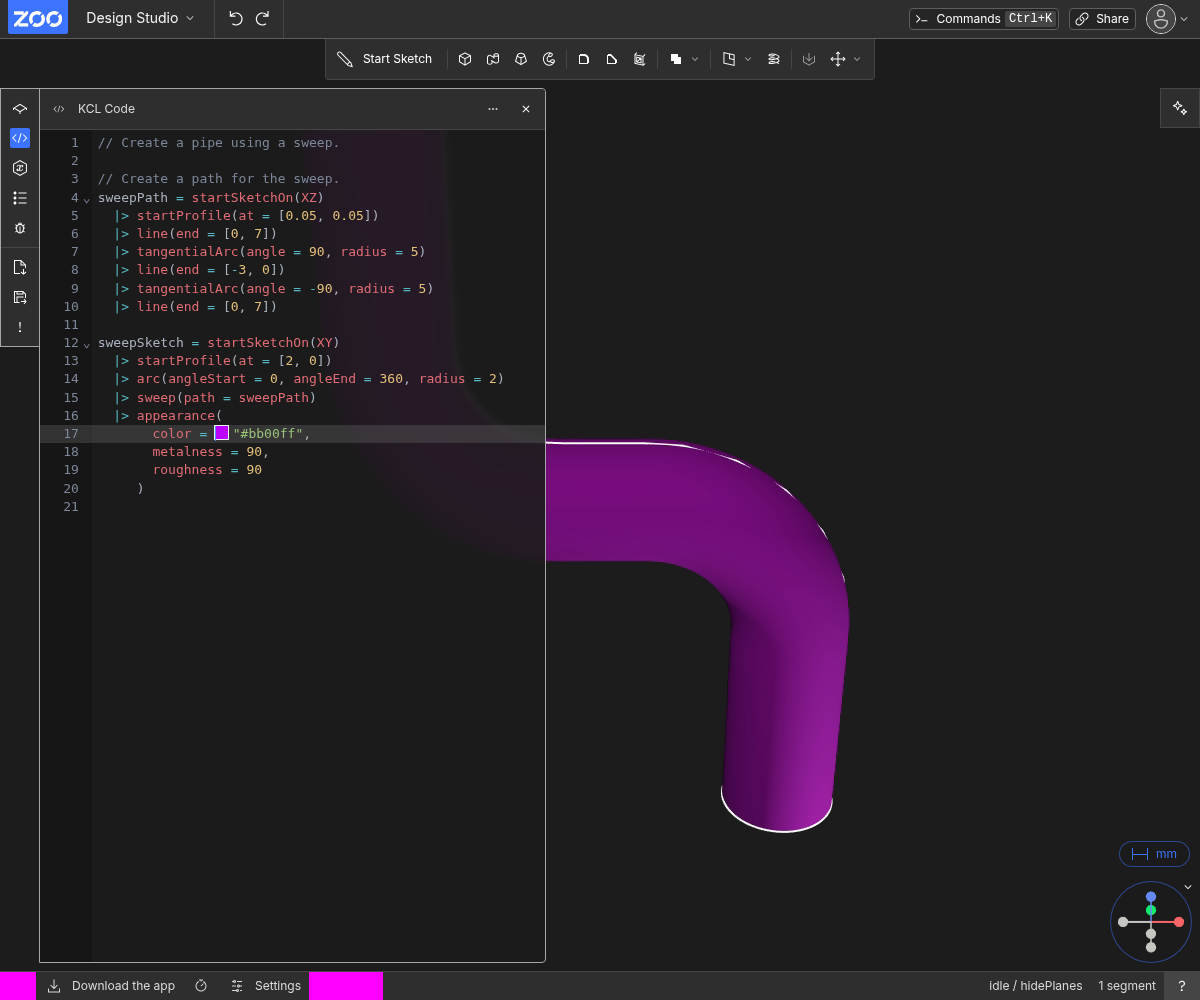 ZOO Design Studio Commands Ctrl+K Share
Start Sketch
KCL Code
1 // Create a pipe using a sweep.
2
3 // Create a path for the sweep.
4 sweepPath = startSketchOn(XZ)
5 |> startProfile(at = [0.05, 0.05])
6 |> line(end = [0, 7])
7 |> tangentialArc(angle = 90, radius = 5)
8 |> line(end = [-3, 0])
9 |> tangentialArc(angle = -90, radius = 5)
10 |> line(end = [0, 7])
11
12 sweepSketch = startSketchOn(XY)
13 |> startProfile(at = [2, 0])
14 |> arc(angleStart = 0, angleEnd = 360, radius = 2)
15 |> sweep(path = sweepPath)
16 |> appearance(
17 color = "#bb00ff",
18 metalness = 90,
19 roughness = 90
20 )
21
mm
Download the app Settings idle / hidePlanes 1 segment ?